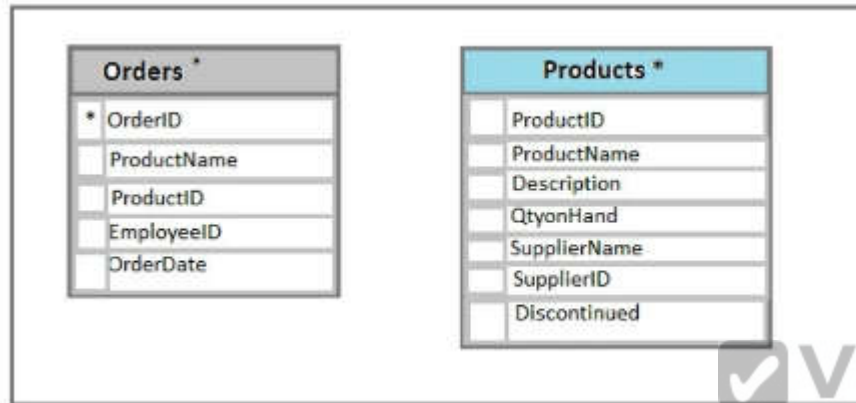 Orders *
* OrderID
ProductName
ProductID
EmployeeID
OrderDate
Products *
ProductID
ProductName
Description
QtyonHand
SupplierName
SupplierID
Discontinued
V